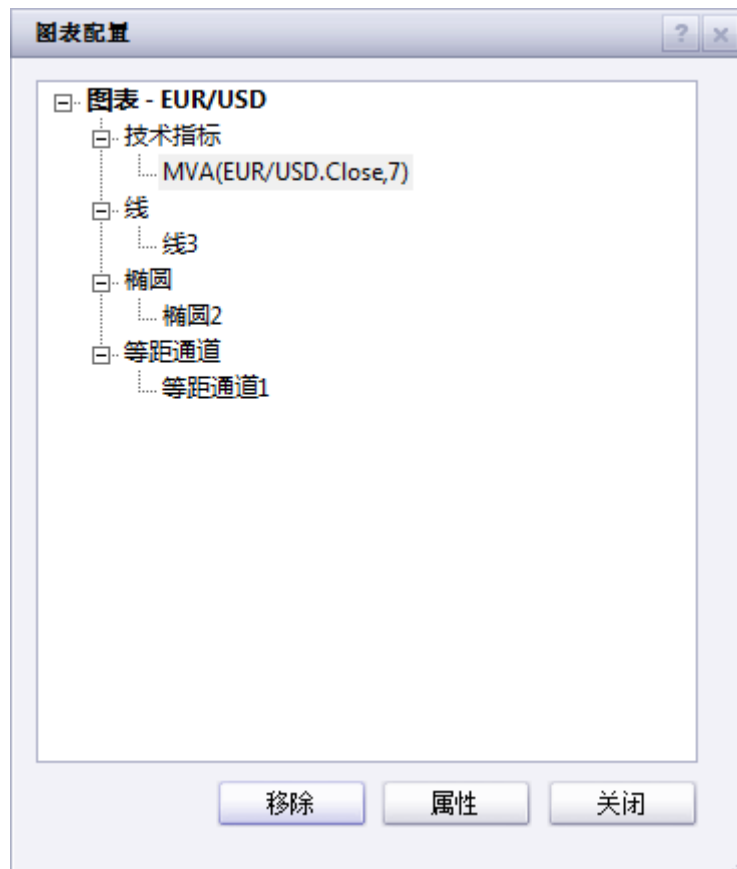 图表配置
图表 - EUR/USD
技术指标
MVA(EUR/USD.Close,7)
线
线3
椭圆
椭圆2
等距通道
等距通道1
移除 属性 关闭